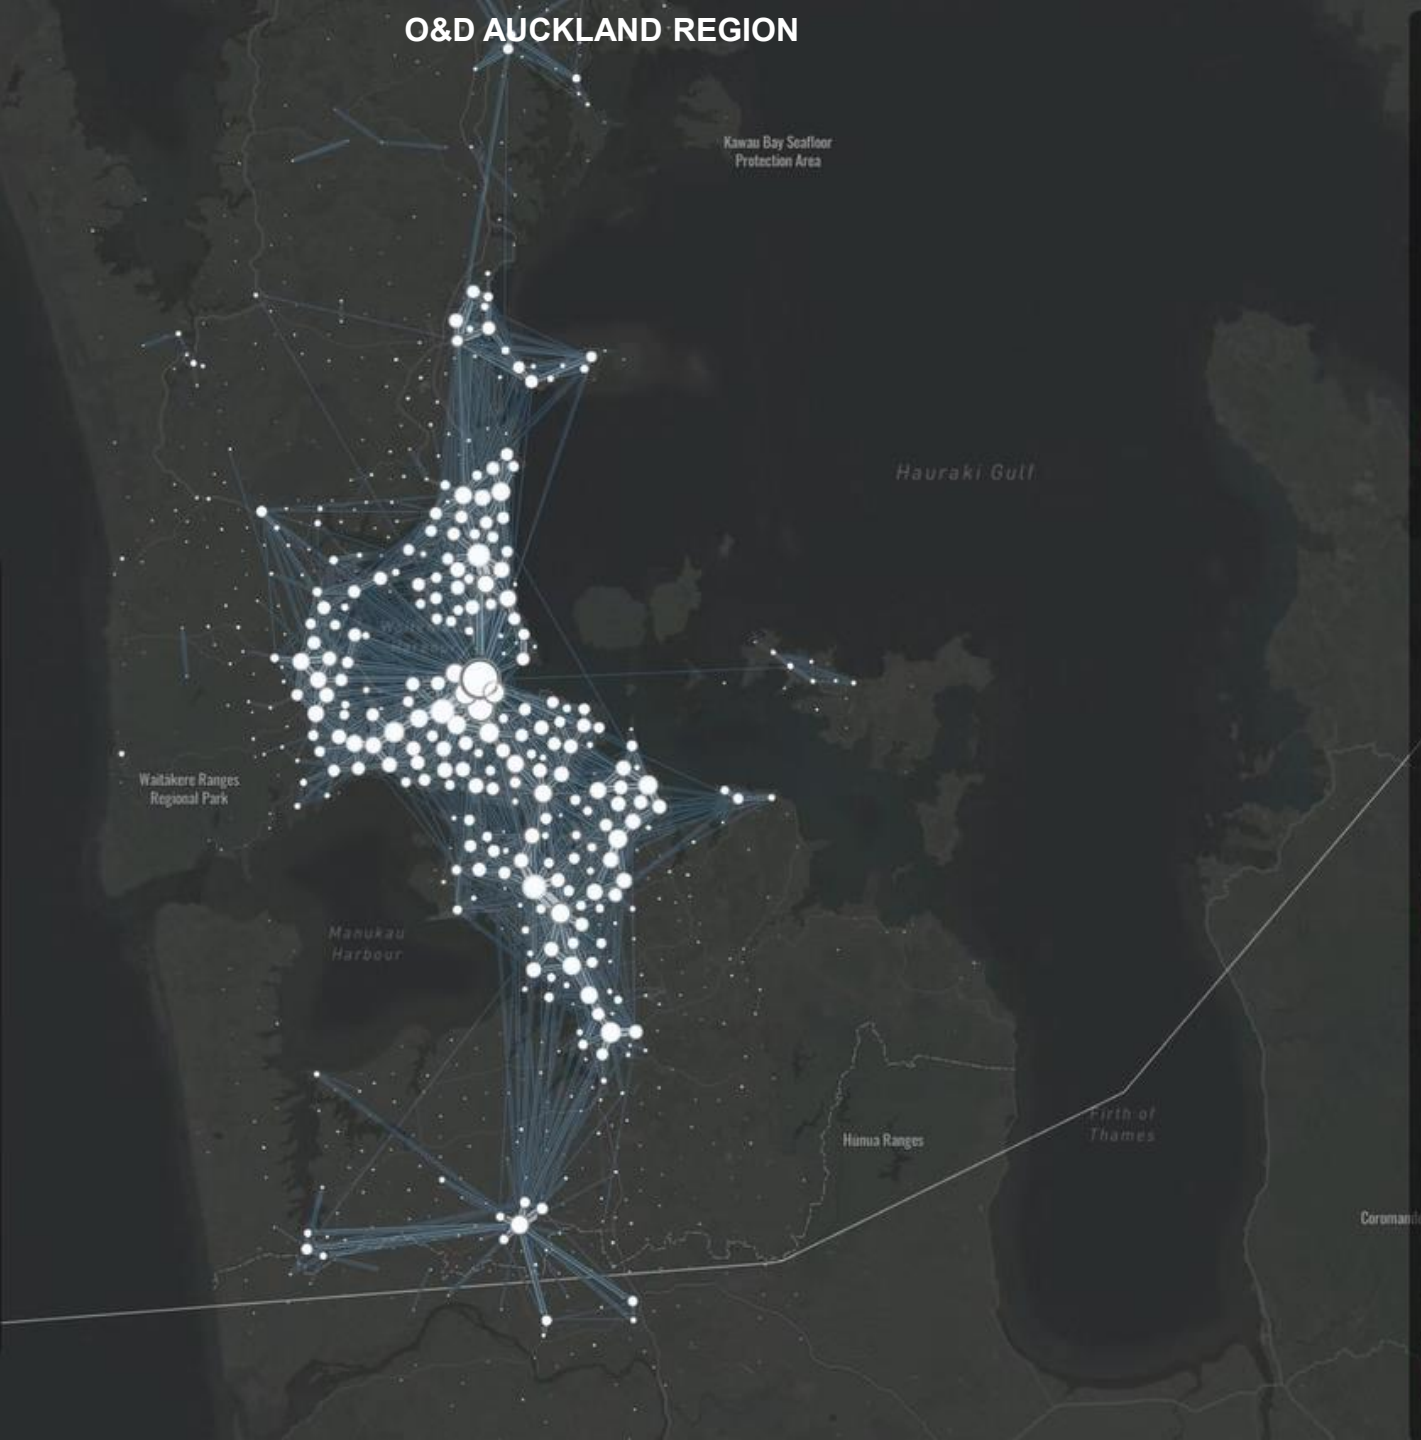 O&D AUCKLAND REGION
Kawau Bay Seafloor
Protection Area
Hauraki Gulf
Waitākere Ranges
Regional Park
Manukau
Harbour
Firth of
Thames
Hūnua Ranges